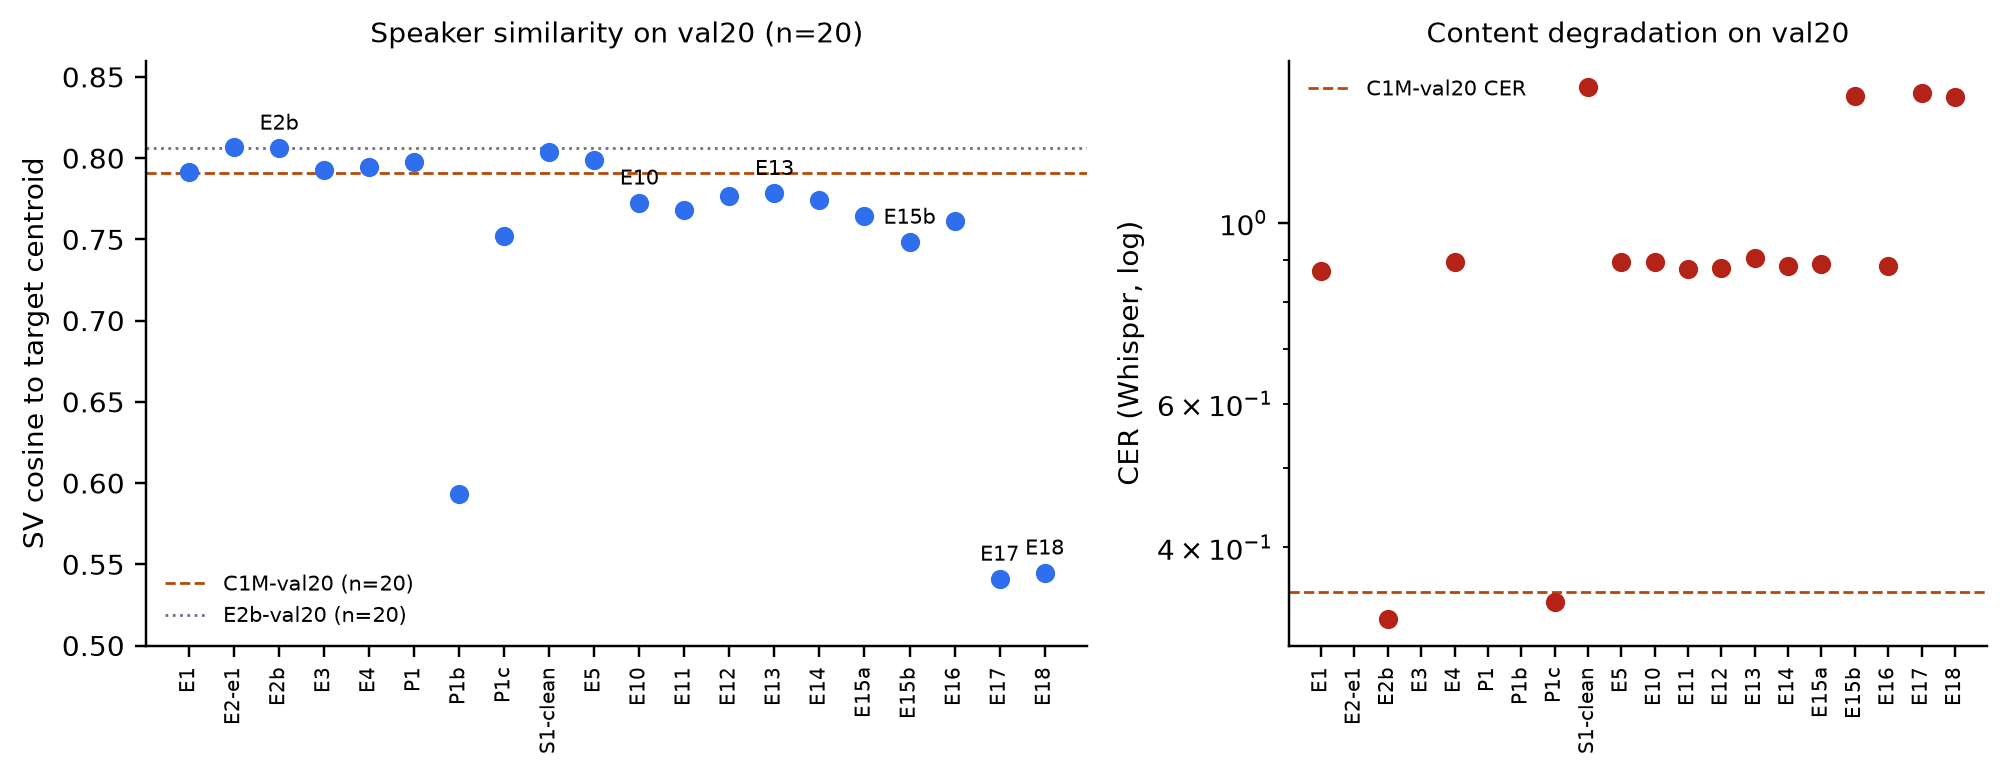 Speaker similarity on val20 (n=20)
SV cosine to target centroid
0.85
0.80
0.75
0.70
0.65
0.60
0.55
0.50
E2b
E10
E13
E15b
E17
E18
C1M-val20 (n=20)
E2b-val20 (n=20)
E1
E2-e1
E2b
E3
E4
P1
P1b
P1c
S1-clean
E5
E10
E11
E12
E13
E14
E15a
E15b
E16
E17
E18
Content degradation on val20
CER (Whisper, log)
C1M-val20 CER
10⁰
6 × 10⁻¹
4 × 10⁻¹
E1
E2-e1
E2b
E3
E4
P1
P1b
P1c
S1-clean
E5
E10
E11
E12
E13
E14
E15a
E15b
E16
E17
E18